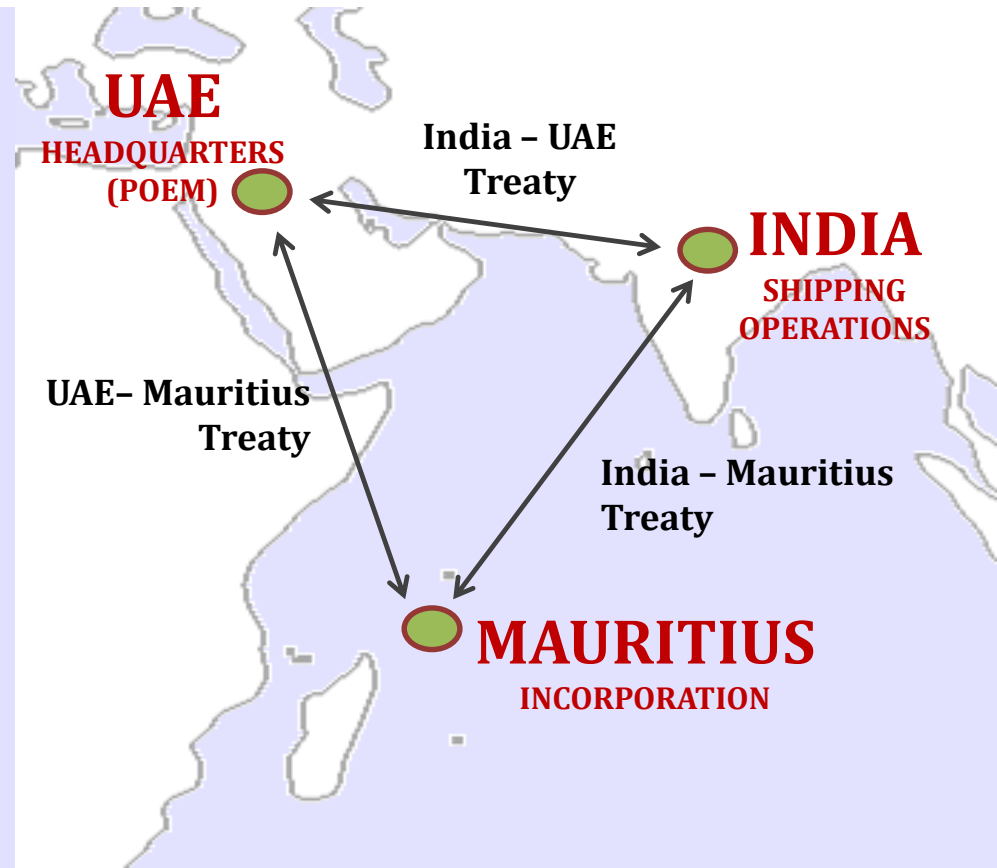 UAE
HEADQUARTERS
(POEM)
India – UAE
Treaty
INDIA
SHIPPING
OPERATIONS
UAE– Mauritius
Treaty
India – Mauritius
Treaty
MAURITIUS
INCORPORATION